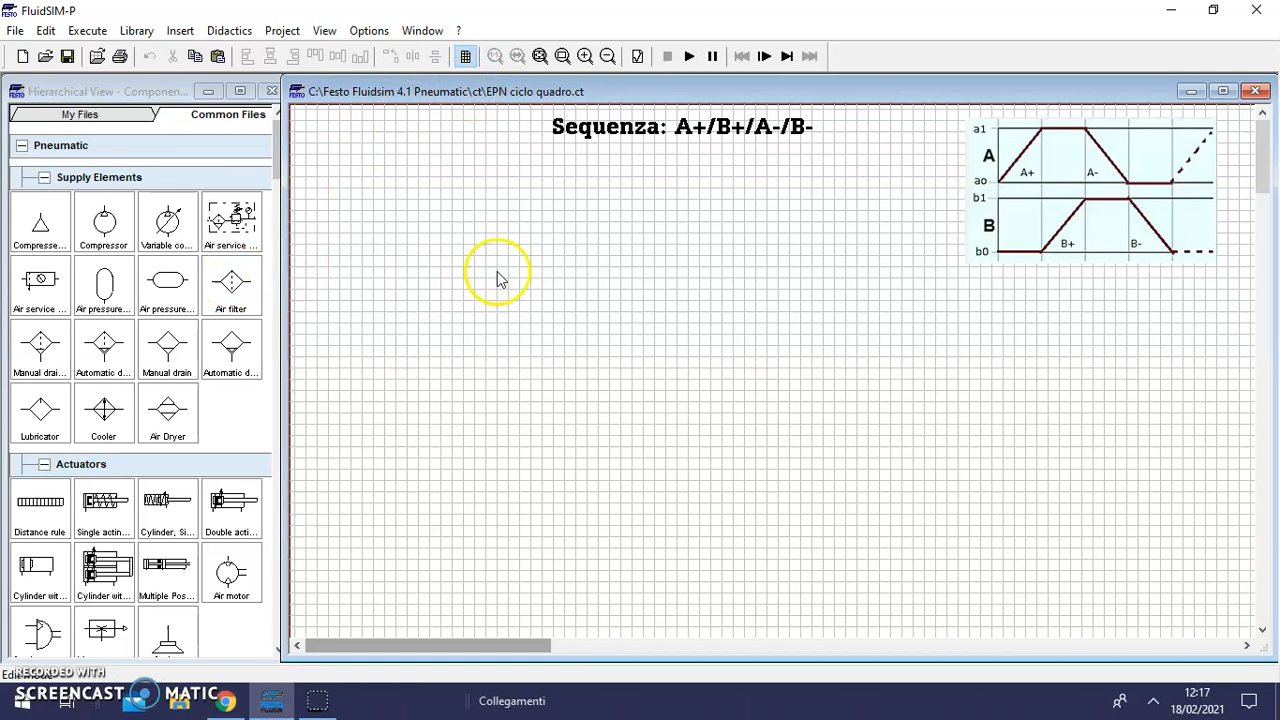 FluidSIM-P
File Edit Execute Library Insert Didactics Project View Options Window ?
Hierarchical View - Componen...
My Files
Common Files
Pneumatic
Supply Elements
Compresse... Compressor Variable co... Air service ...
Air service ... Air pressure... Air pressure... Air filter
Manual drai... Automatic d... Manual drain Automatic d...
Lubricator Cooler Air Dryer
Actuators
Distance rule Single actin... Cylinder, Si... Double acti...
Cylinder wit... Cylinder wit... Multiple Pos... Air motor
C:\Festo Fluidsim 4.1 Pneumatic\ct\EPN ciclo quadro.ct
Sequenza: A+/B+/A-/B-
a1
A
A+ A-
ao
b1
B
B+ B-
b0
RECORDED WITH
SCREENCAST MATIC
Collegamenti
12:17
18/02/2021